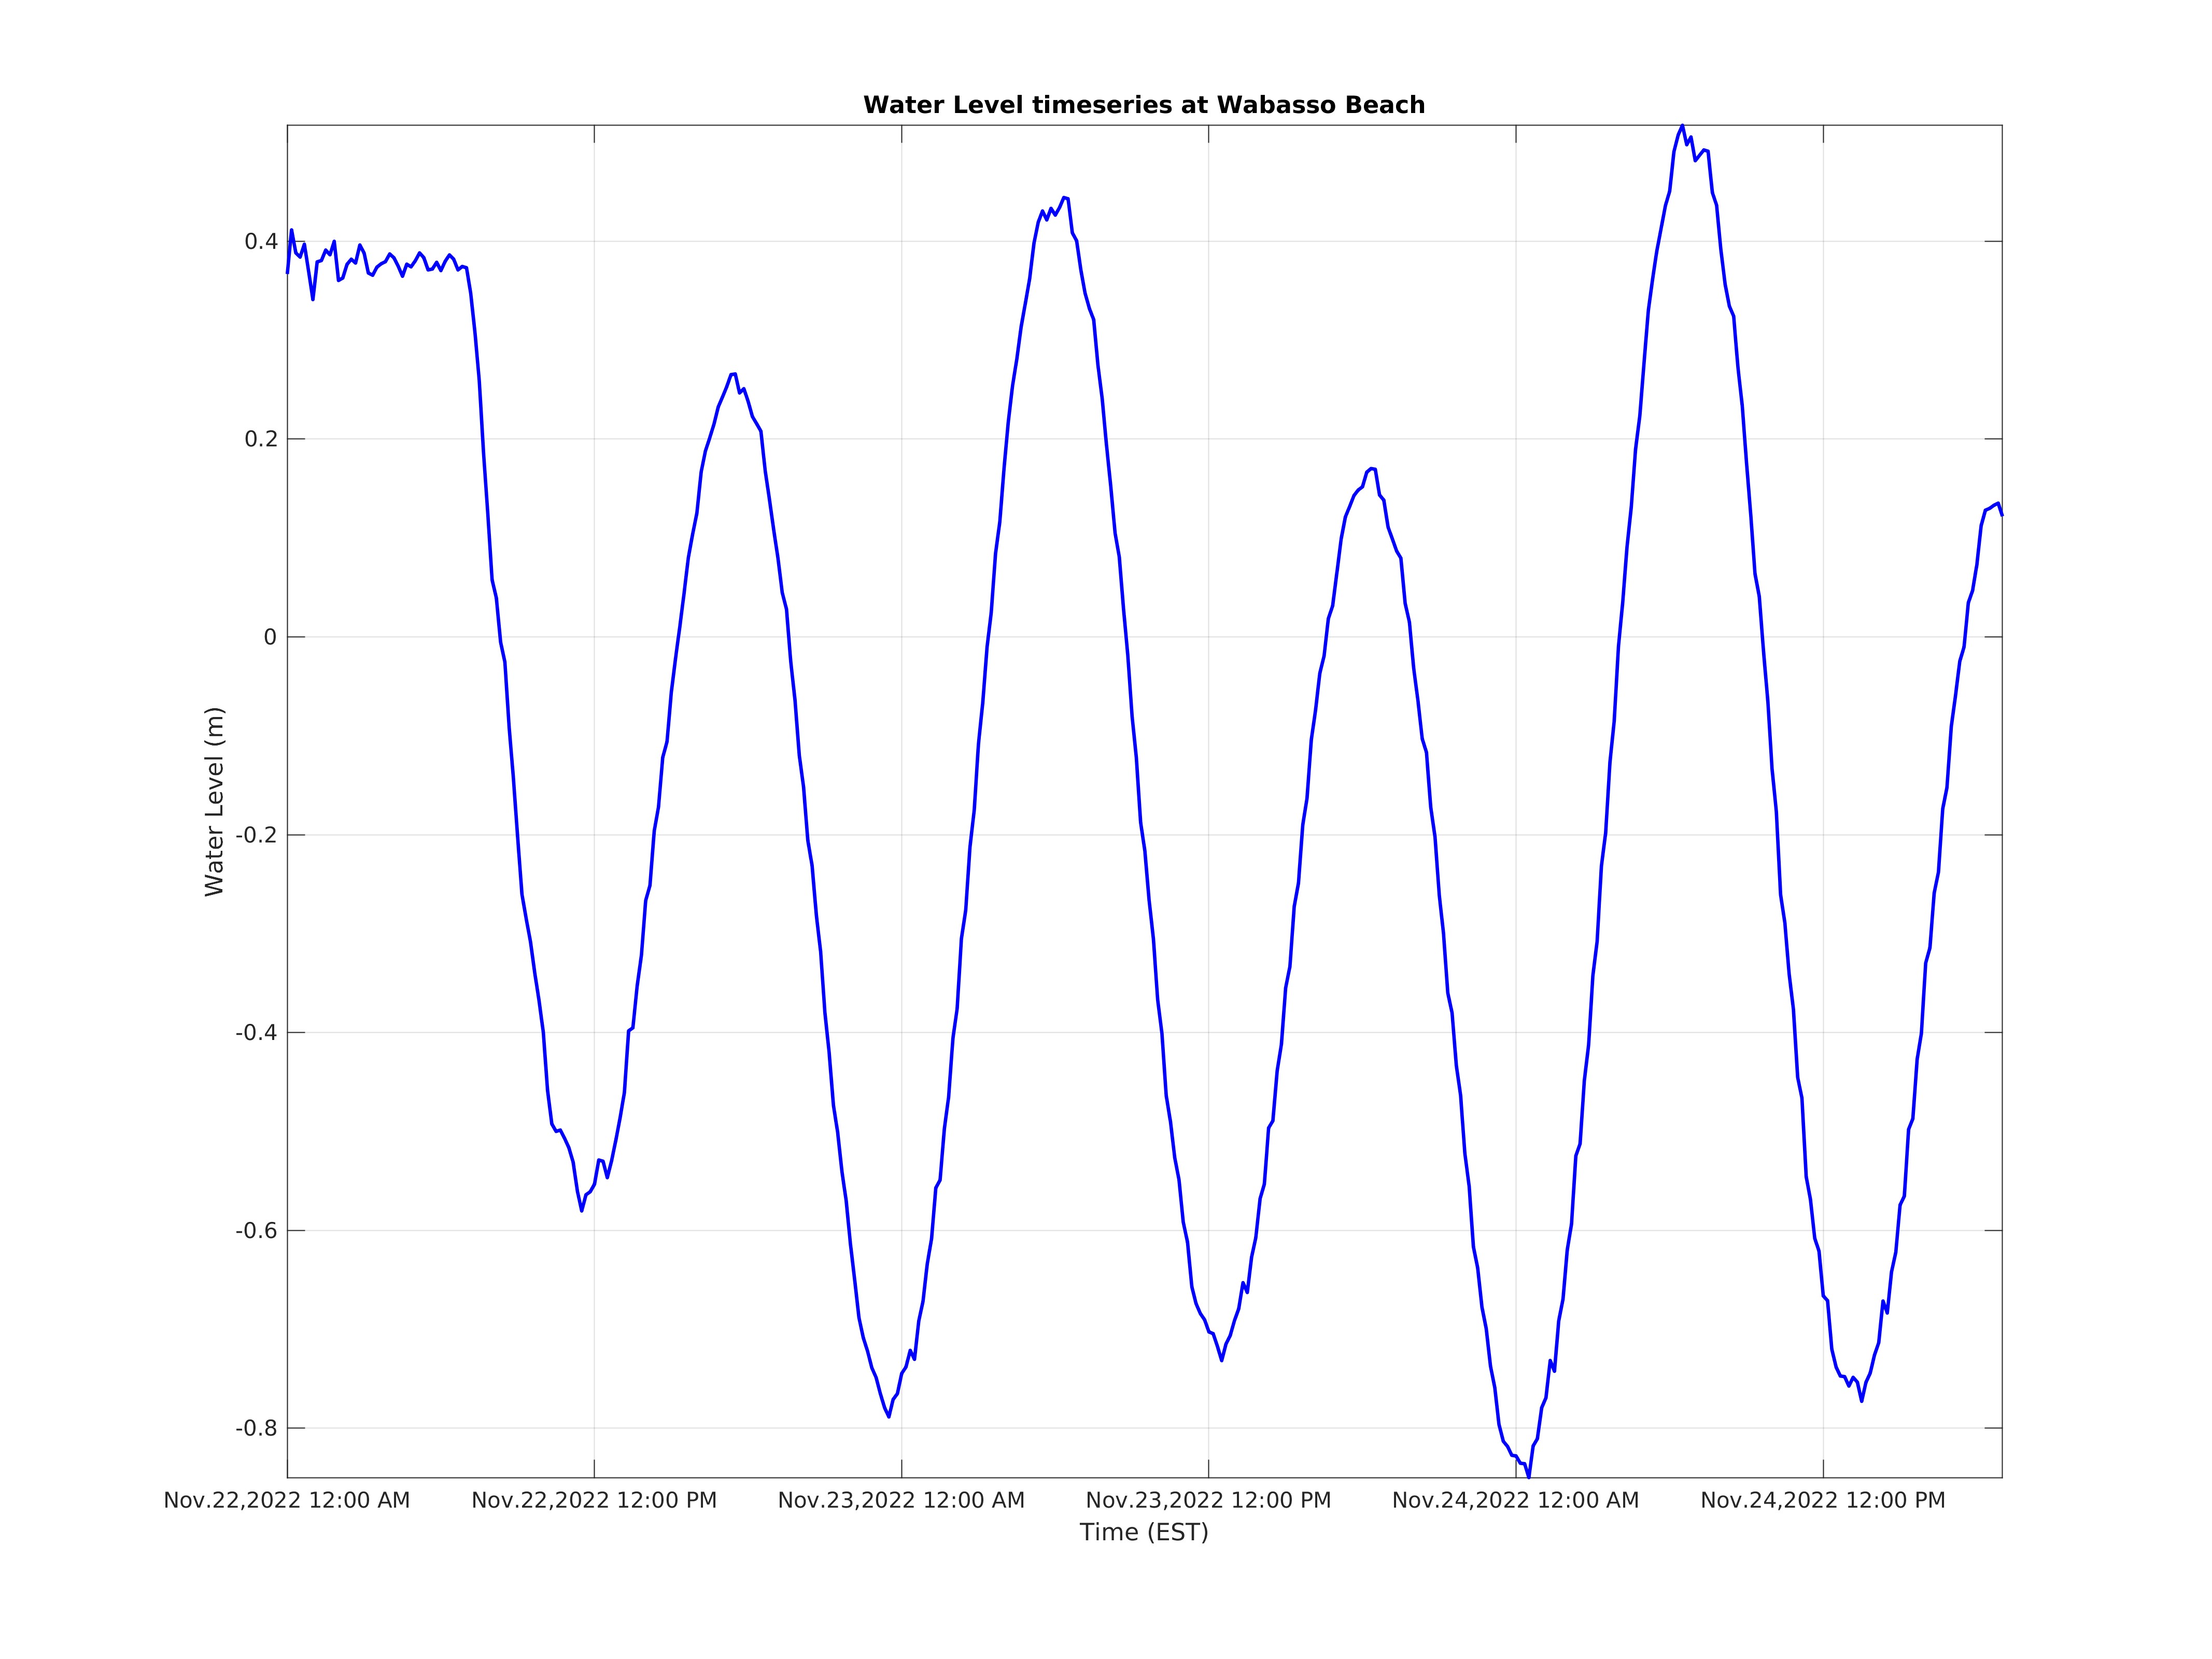 Water Level timeseries at Wabasso Beach
0.4
0.2
0
-0.2
-0.4
-0.6
-0.8
Water Level (m)
Nov.22,2022 12:00 AM
Nov.22,2022 12:00 PM
Nov.23,2022 12:00 AM
Nov.23,2022 12:00 PM
Nov.24,2022 12:00 AM
Nov.24,2022 12:00 PM
Time (EST)